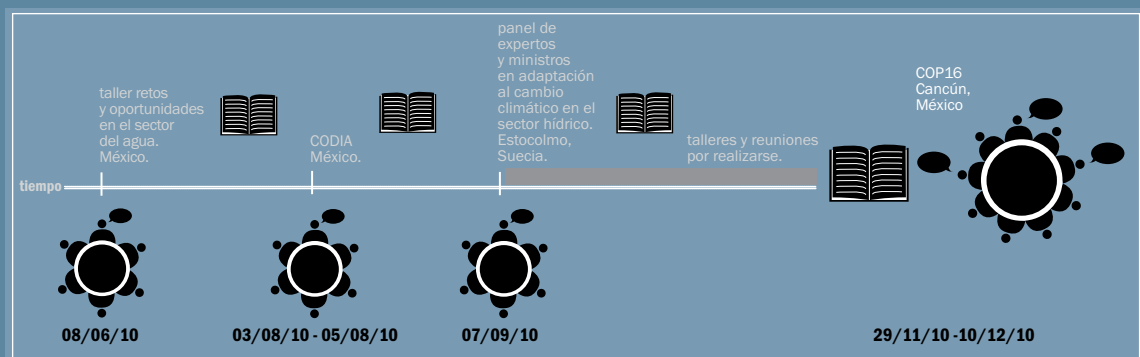 taller retos
y oportunidades
en el sector
del agua.
México.
CODIA
México.
panel de
expertos
y ministros
en adaptación
al cambio
climático en el
sector hídrico.
Estocolmo,
Suecia.
talleres y reuniones
por realizarse.
COP16
Cancún,
México
tiempo
08/06/10
03/08/10 - 05/08/10
07/09/10
29/11/10 -10/12/10